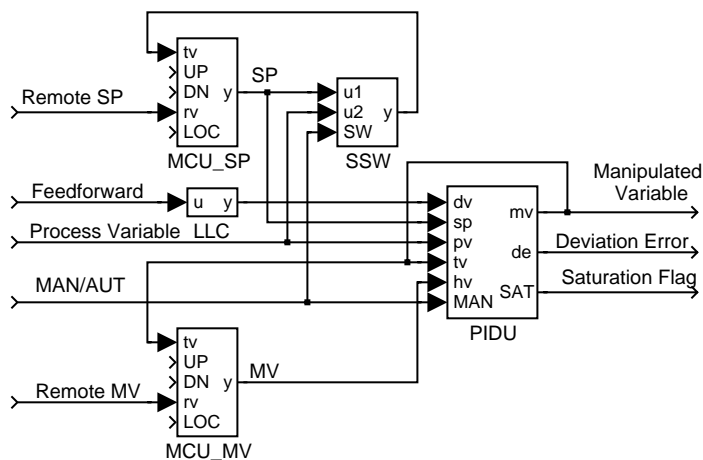 tv
UP
DN
rv
LOC
y
MCU_SP
Remote SP
SP
u1
u2
SW
y
SSW
Feedforward
u
y
LLC
Process Variable
MAN/AUT
dv
sp
pv
tv
hv
MAN
mv
de
SAT
PIDU
Manipulated
Variable
Deviation Error
Saturation Flag
tv
UP
DN
rv
LOC
y
MCU_MV
Remote MV
MV